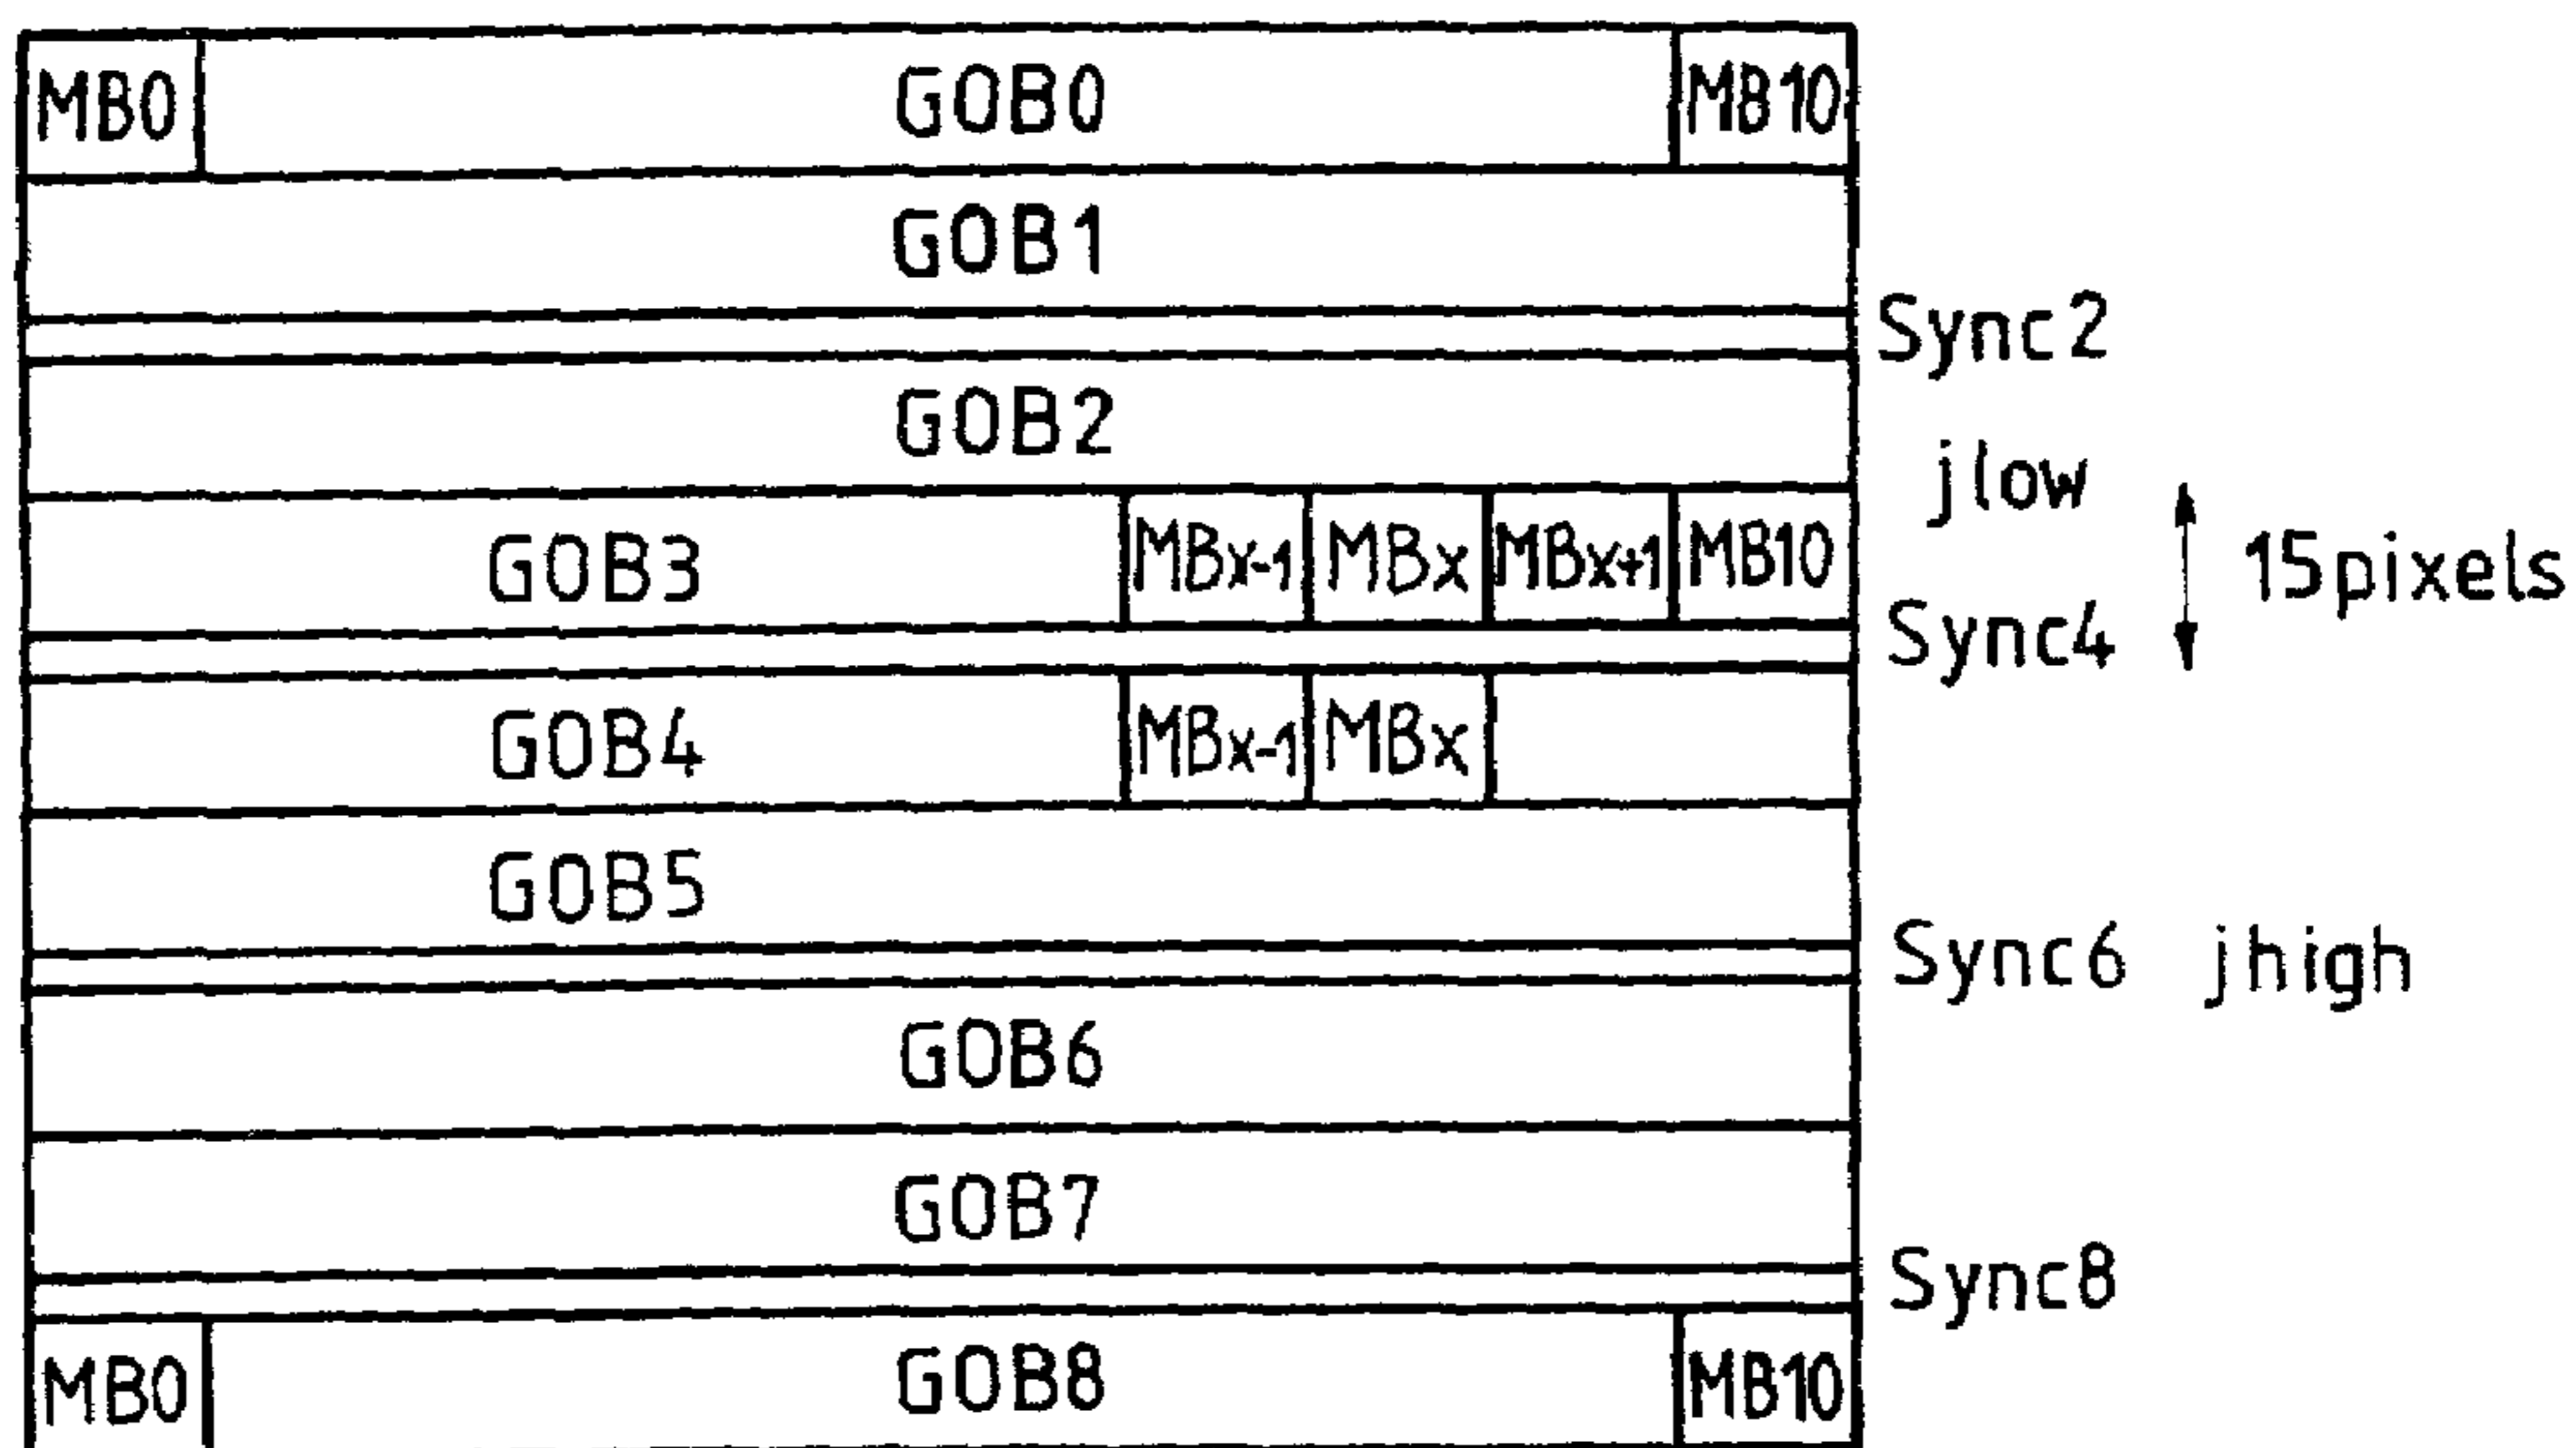 MB0 GOB0 MB10
GOB1
Sync2
GOB2
jlow
GOB3 MBx-1 MBx MBx+1 MB10
15pixels
Sync4
GOB4 MBx-1 MBx
GOB5
Sync6 jhigh
GOB6
GOB7
Sync8
MB0 GOB8 MB10